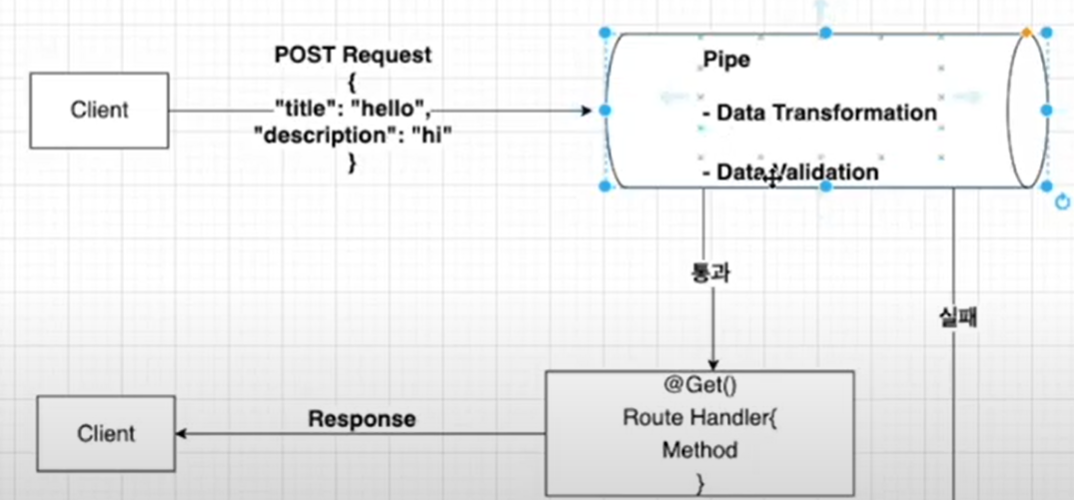 Client
POST Request
{
"title": "hello",
"description": "hi"
}
Pipe
- Data Transformation
- Data Validation
통과
실패
Client
Response
@Get()
Route Handler{
Method
}